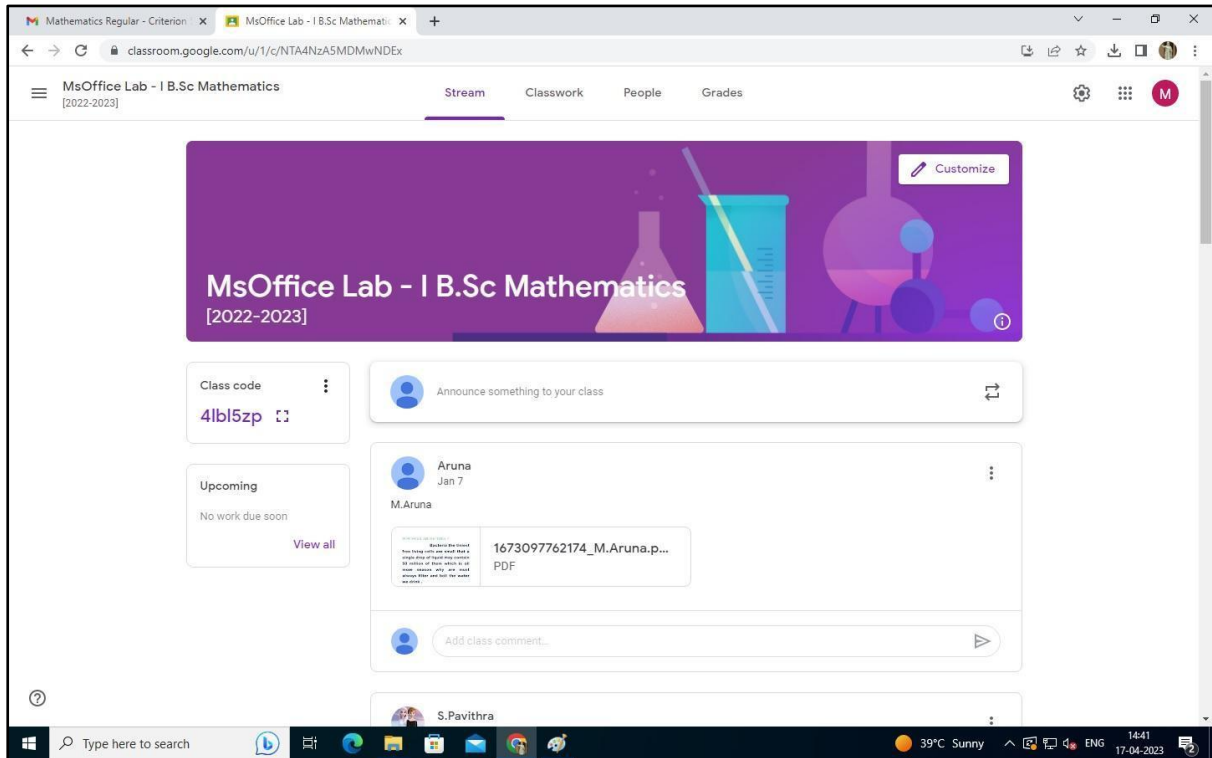 Mathematics Regular - Criterion
MsOffice Lab - I B.Sc Mathematic
classroom.google.com/u/1/c/NTA4NzA5MDMwNDEx
MsOffice Lab - I B.Sc Mathematics
[2022-2023]
Stream Classwork People Grades
M
Customize
MsOffice Lab - I B.Sc Mathematics
[2022-2023]
Class code
4lbl5zp
Announce something to your class
Upcoming
No work due soon
View all
Aruna
Jan 7
M.Aruna
1673097762174_M.Aruna.p...
PDF
Add class comment...
S.Pavithra
Type here to search
39°C Sunny
ENG
14:41
17-04-2023